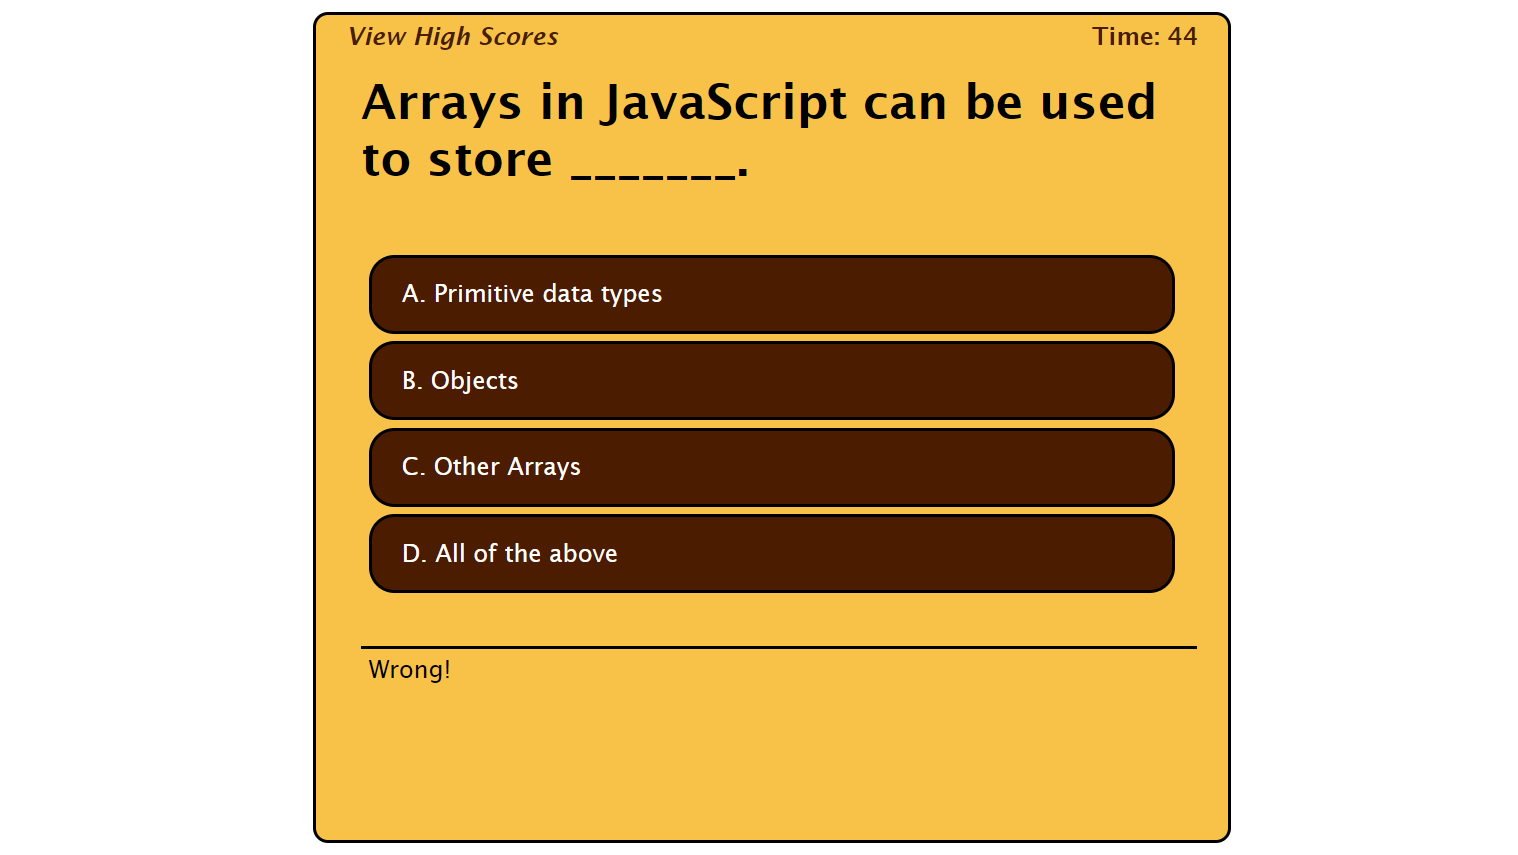 View High Scores
Time: 44
Arrays in JavaScript can be used
to store _______.
A. Primitive data types
B. Objects
C. Other Arrays
D. All of the above
Wrong!